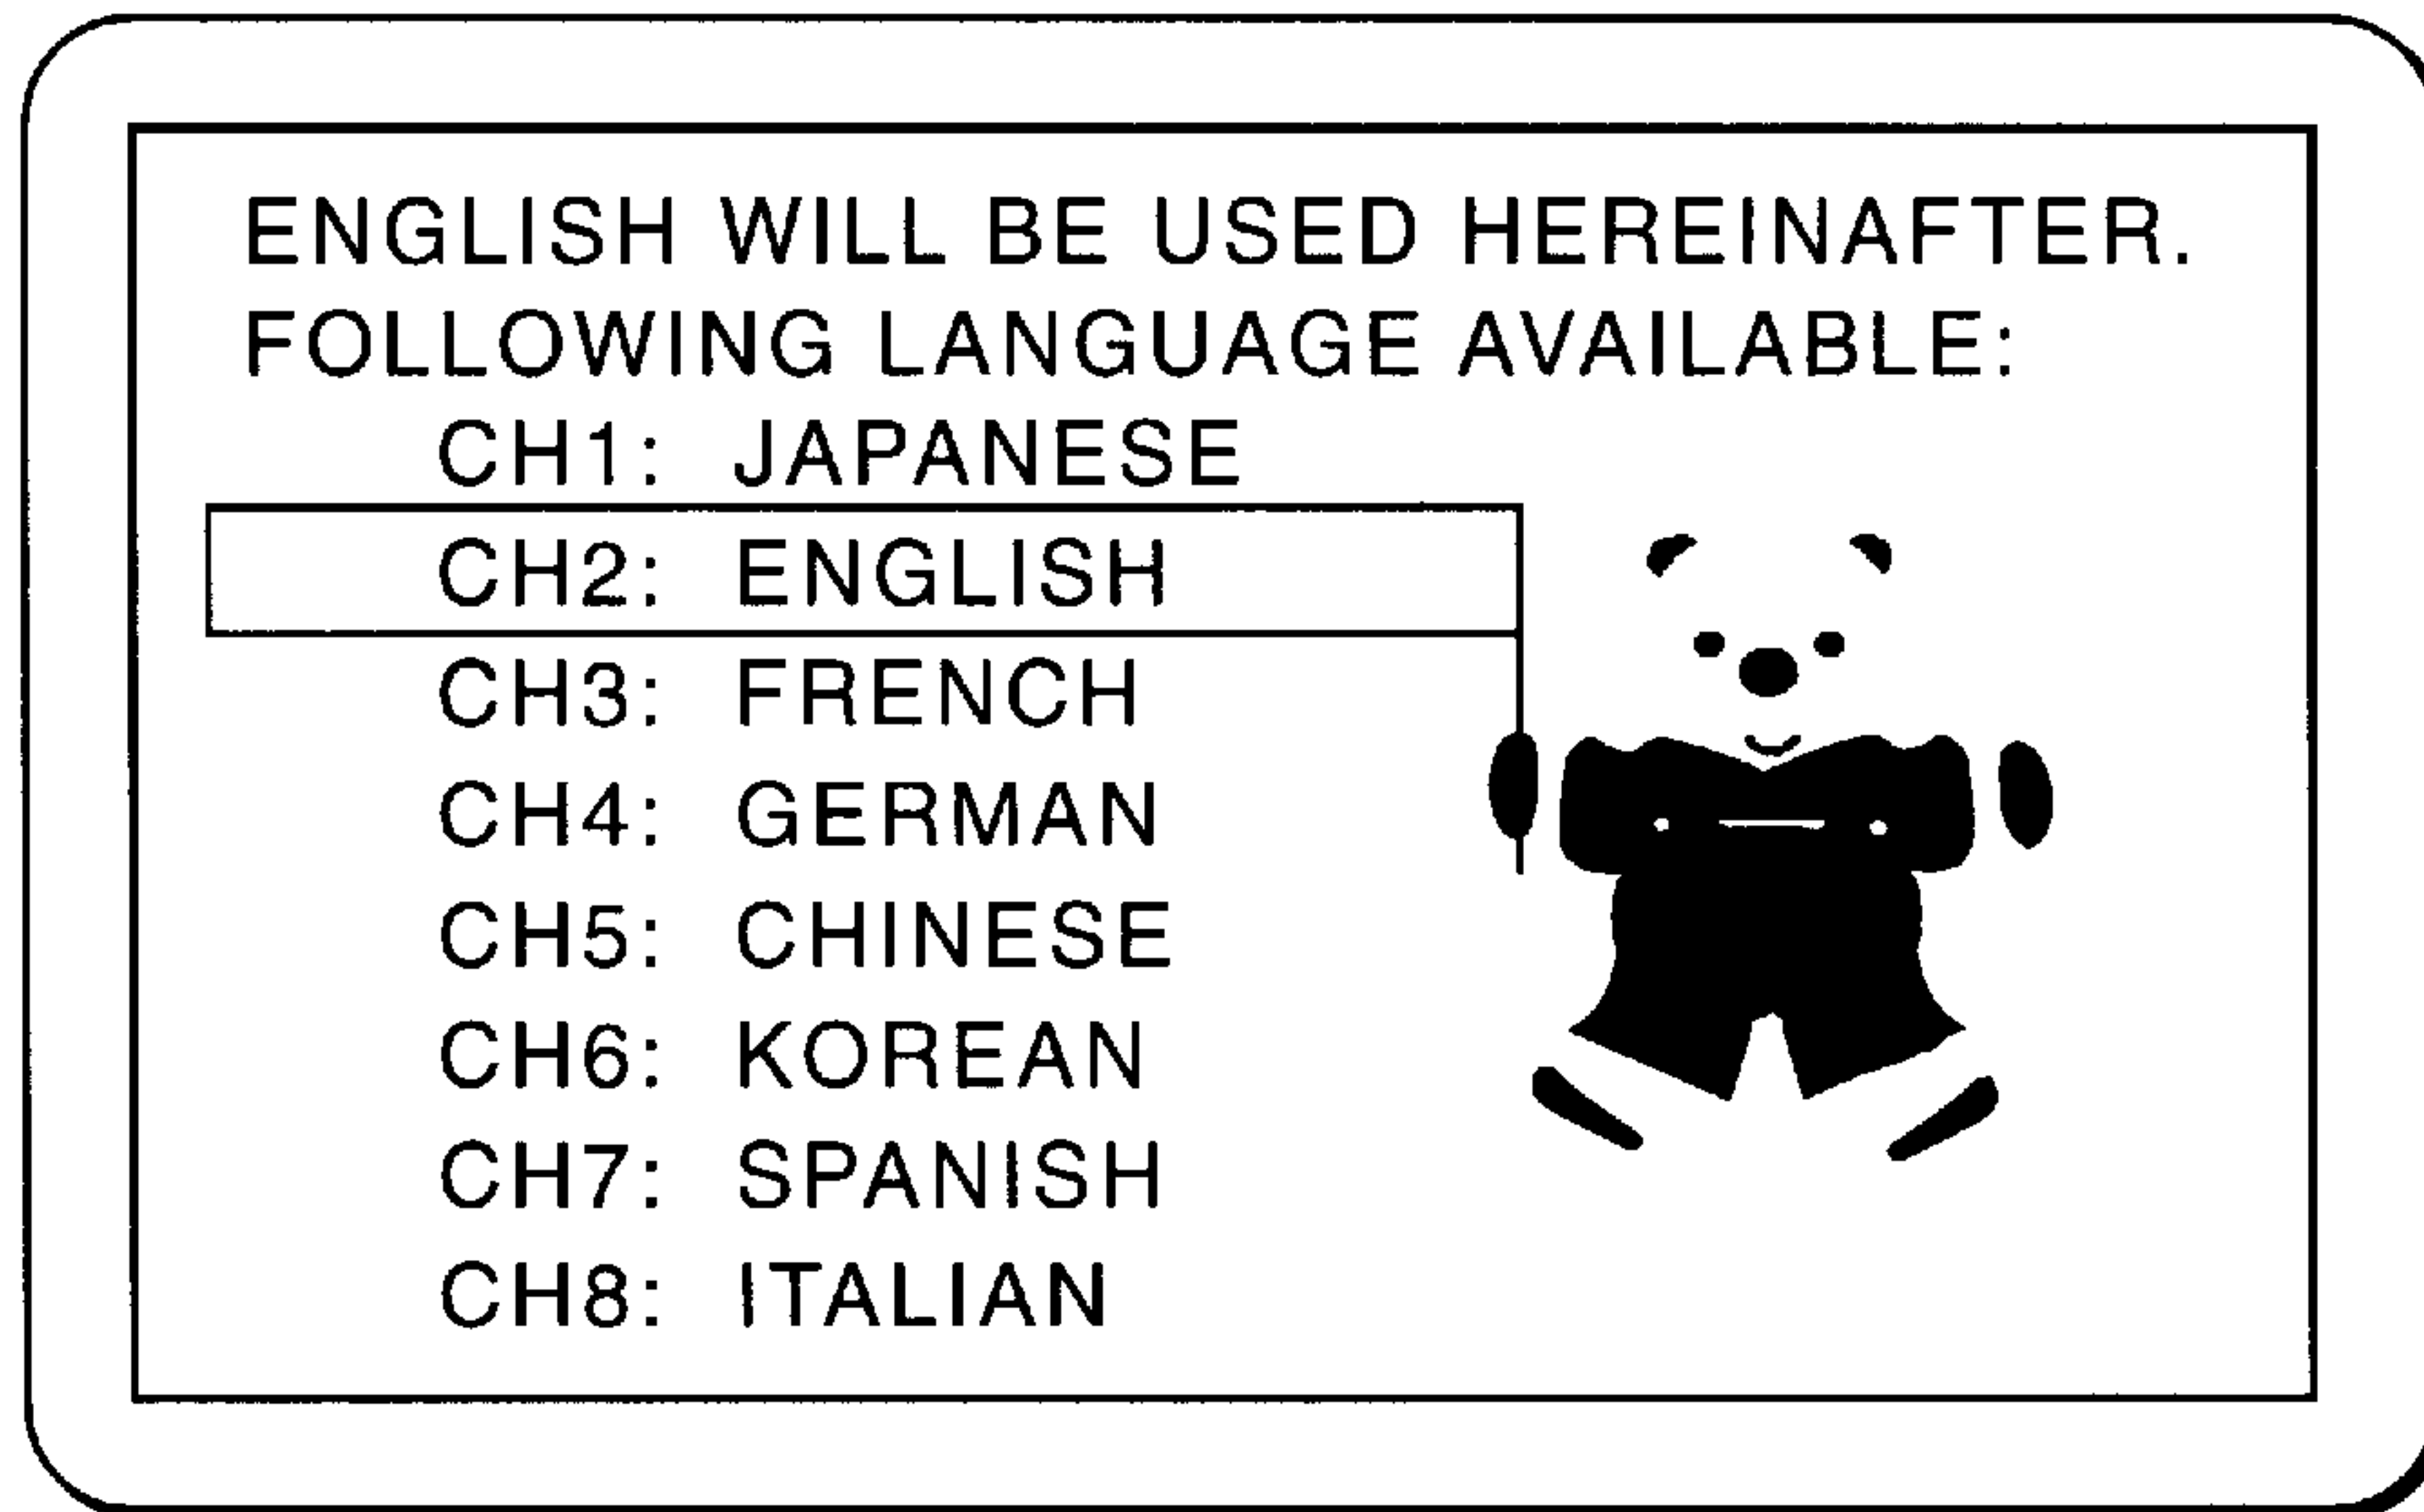 ENGLISH WILL BE USED HEREINAFTER.
FOLLOWING LANGUAGE AVAILABLE:
CH1: JAPANESE
CH2: ENGLISH
CH3: FRENCH
CH4: GERMAN
CH5: CHINESE
CH6: KOREAN
CH7: SPANISH
CH8: ITALIAN